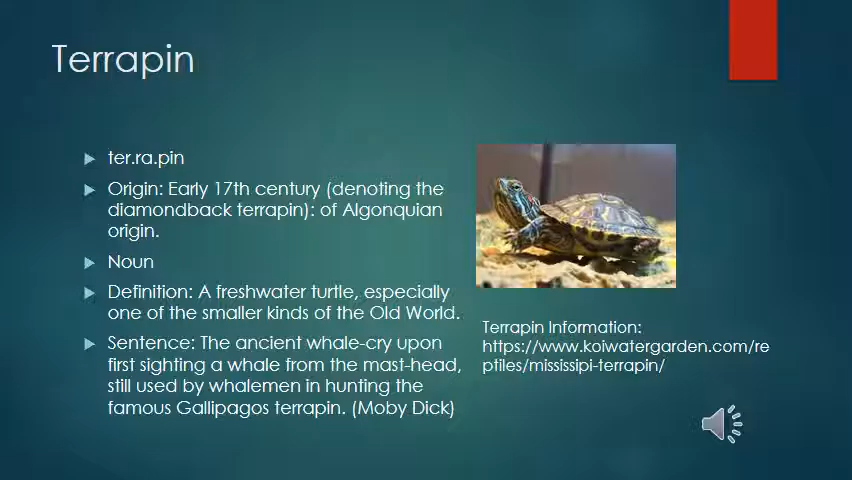 Terrapin
ter.ra.pin
Origin: Early 17th century (denoting the
diamondback terrapin): of Algonquian
origin.
Noun
Definition: A freshwater turtle, especially
one of the smaller kinds of the Old World.
Sentence: The ancient whale-cry upon
first sighting a whale from the mast-head,
still used by whalemen in hunting the
famous Gallipagos terrapin. (Moby Dick)
Terrapin Information:
https://www.koiwatergarden.com/re
ptiles/mississipi-terrapin/